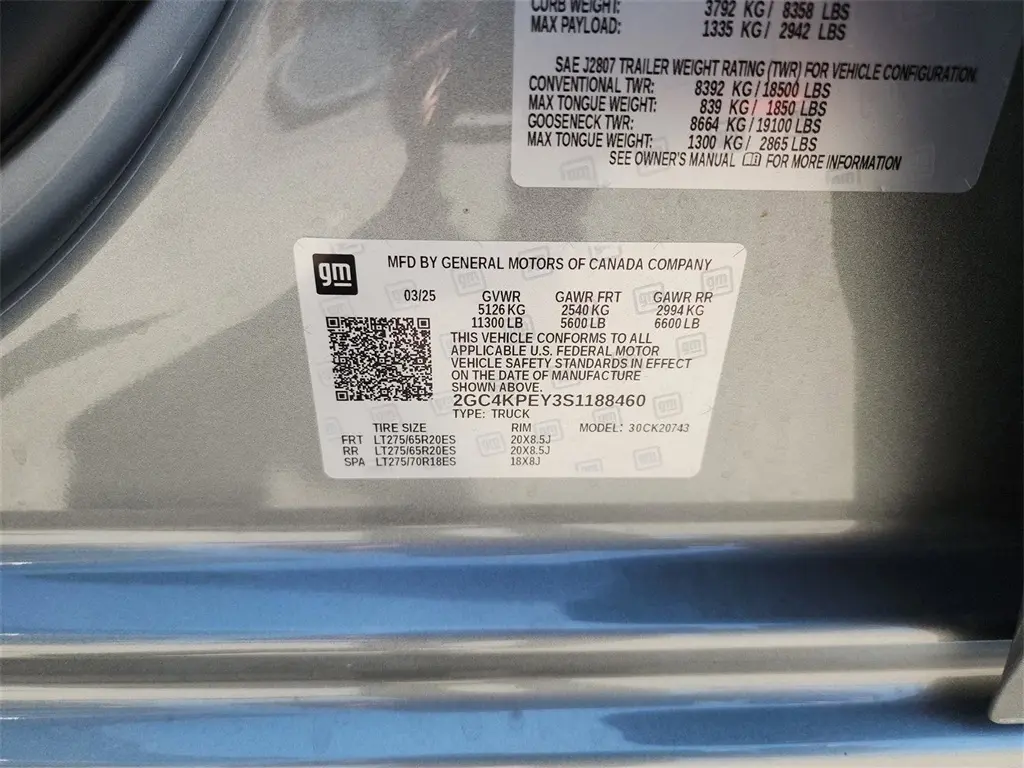 CURB WEIGHT: 3792 KG / 8358 LBS
MAX PAYLOAD: 1335 KG / 2942 LBS
SAE J2807 TRAILER WEIGHT RATING (TWR) FOR VEHICLE CONFIGURATION
CONVENTIONAL TWR: 8392 KG / 18500 LBS
MAX TONGUE WEIGHT: 839 KG / 1850 LBS
GOOSENECK TWR: 8664 KG / 19100 LBS
MAX TONGUE WEIGHT: 1300 KG / 2865 LBS
SEE OWNER'S MANUAL FOR MORE INFORMATION
gm
MFD BY GENERAL MOTORS OF CANADA COMPANY
03/25 GVWR GAWR FRT GAWR RR
5126 KG 2540 KG 2994 KG
11300 LB 5600 LB 6600 LB
THIS VEHICLE CONFORMS TO ALL
APPLICABLE U.S. FEDERAL MOTOR
VEHICLE SAFETY STANDARDS IN EFFECT
ON THE DATE OF MANUFACTURE
SHOWN ABOVE.
2GC4KPEY3S1188460
TYPE: TRUCK
TIRE SIZE RIM MODEL: 30CK20743
FRT LT275/65R20ES 20X8.5J
RR LT275/65R20ES 20X8.5J
SPA LT275/70R18ES 18X8J